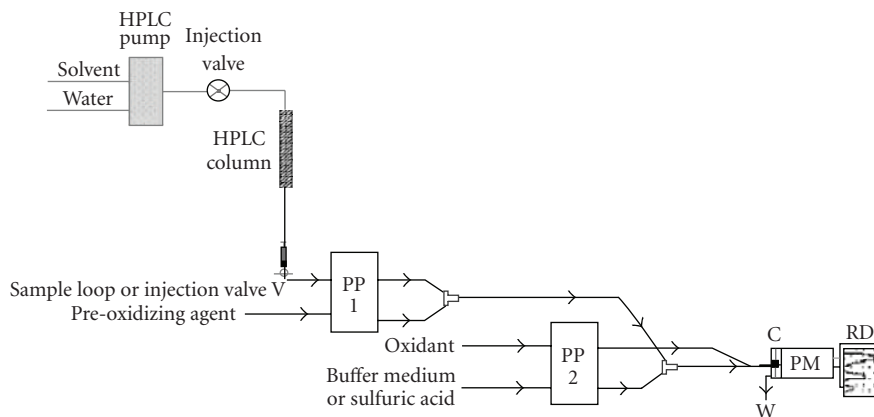 HPLC
pump
Injection
valve
Solvent
Water
HPLC
column
Sample loop or injection valve V
Pre-oxidizing agent
PP
1
Oxidant
Buffer medium
or sulfuric acid
PP
2
C
PM
RD
W